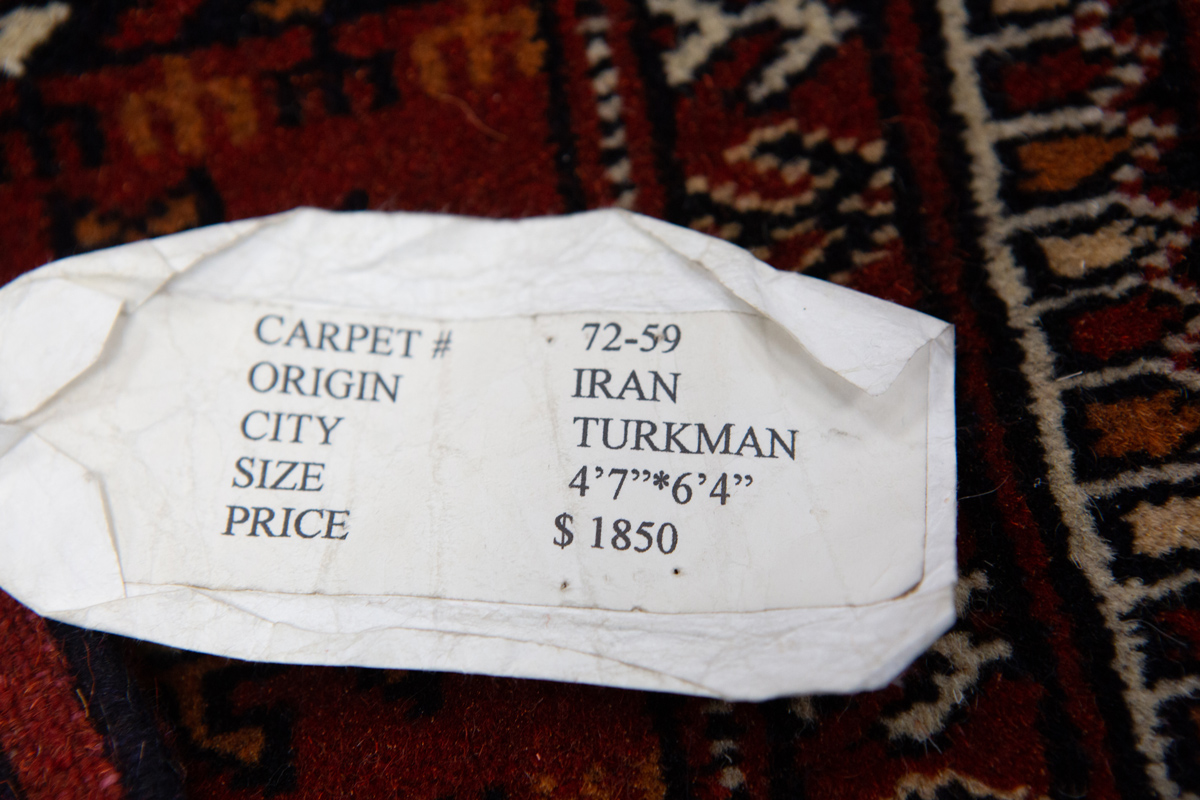 CARPET # 72-59
ORIGIN IRAN
CITY TURKMAN
SIZE 4’7”*6’4”
PRICE $ 1850